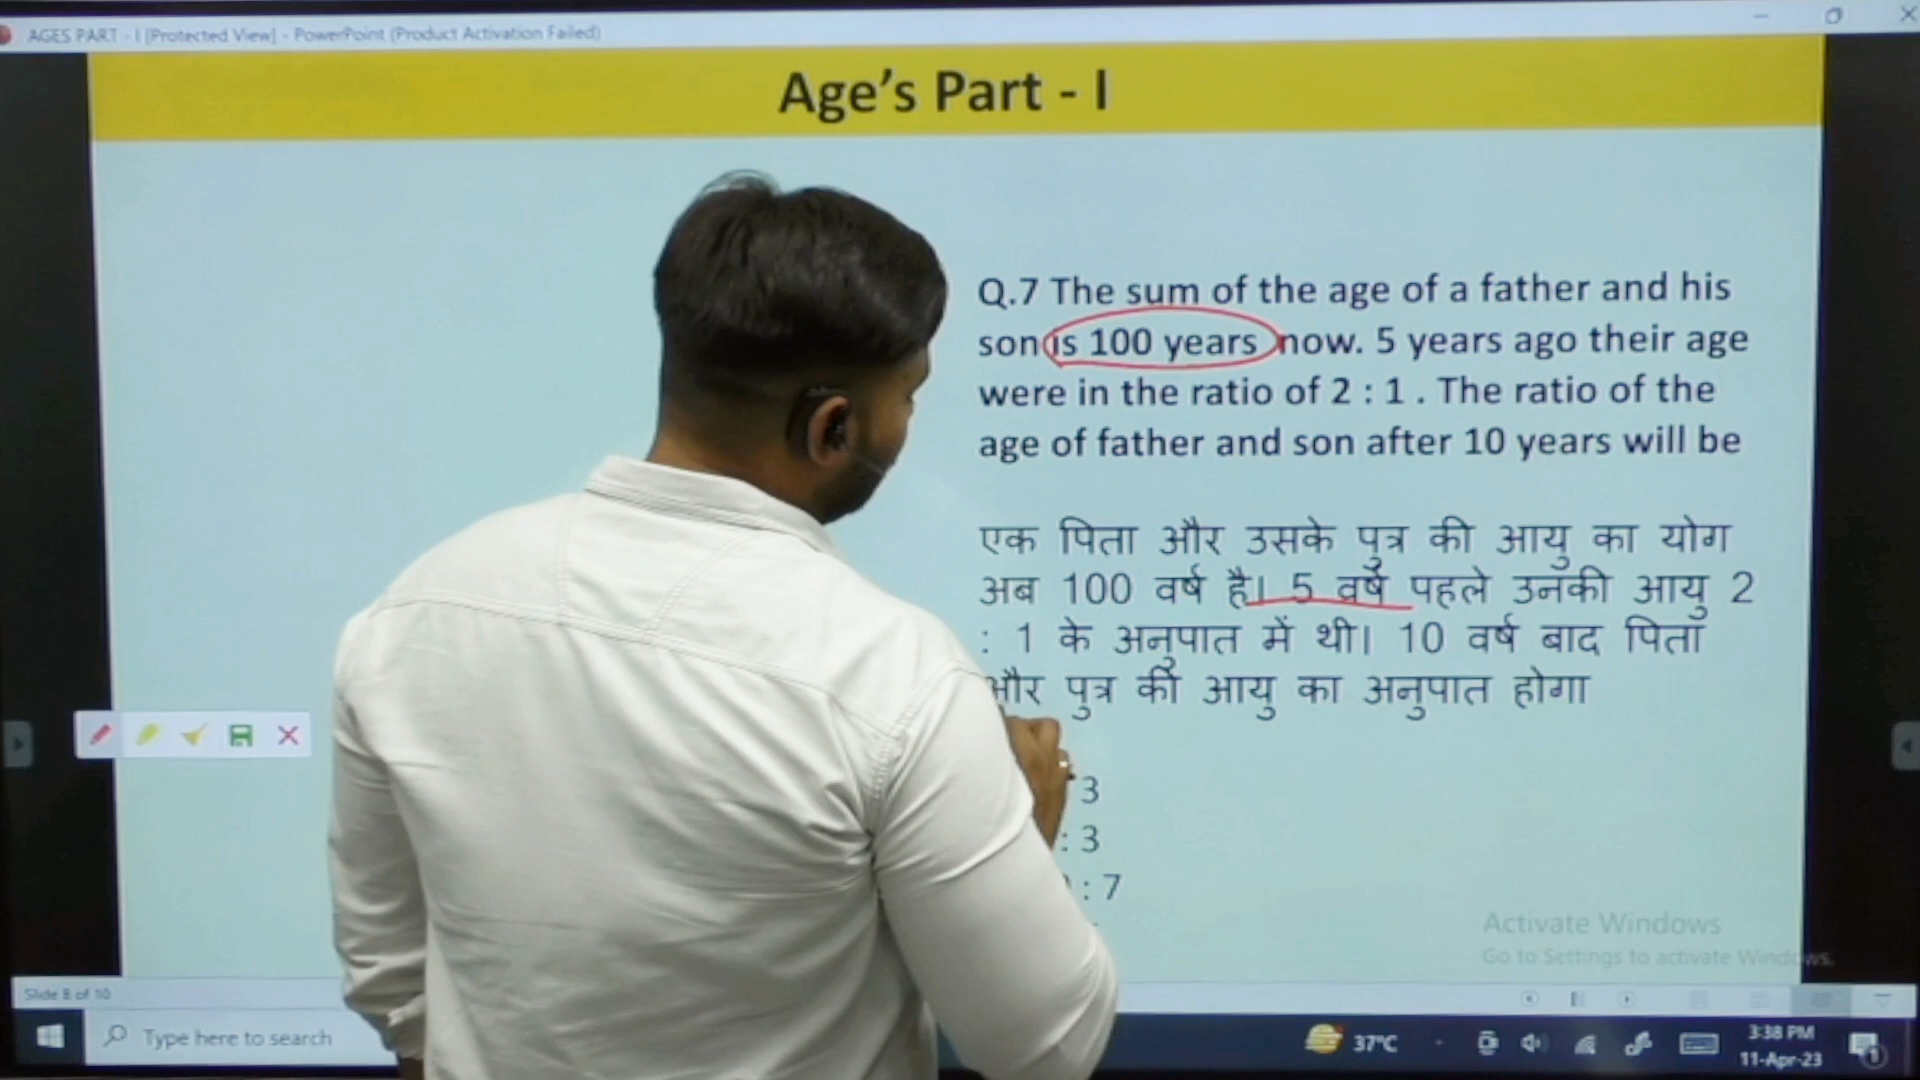 AGES PART - I [Protected View] - PowerPoint (Product Activation Failed)
Age's Part - I
Q.7 The sum of the age of a father and his
son is 100 years now. 5 years ago their age
were in the ratio of 2 : 1 . The ratio of the
age of father and son after 10 years will be
एक पिता और उसके पुत्र की आयु का योग
अब 100 वर्ष है। 5 वर्ष पहले उनकी आयु 2
: 1 के अनुपात में थी। 10 वर्ष बाद पिता
और पुत्र की आयु का अनुपात होगा
3
: 3
: 7
Activate Windows
Go to Settings to activate Windows.
Slide 8 of 10
Type here to search
37°C
3:38 PM
11-Apr-23
1